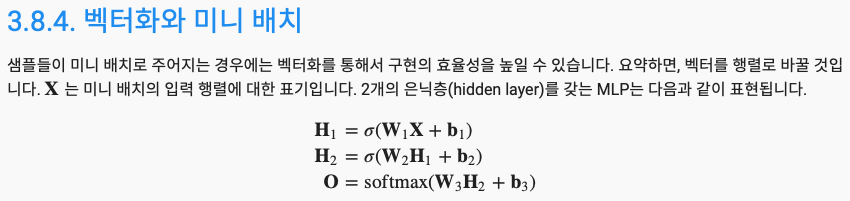 3.8.4. 벡터화와 미니 배치
샘플들이 미니 배치로 주어지는 경우에는 벡터화를 통해서 구현의 효율성을 높일 수 있습니다. 요약하면, 벡터를 행렬로 바꿀 것입
니다. X 는 미니 배치의 입력 행렬에 대한 표기입니다. 2개의 은닉층(hidden layer)를 갖는 MLP는 다음과 같이 표현됩니다.
H₁ = σ(W₁X + b₁)
H₂ = σ(W₂H₁ + b₂)
O = softmax(W₃H₂ + b₃)